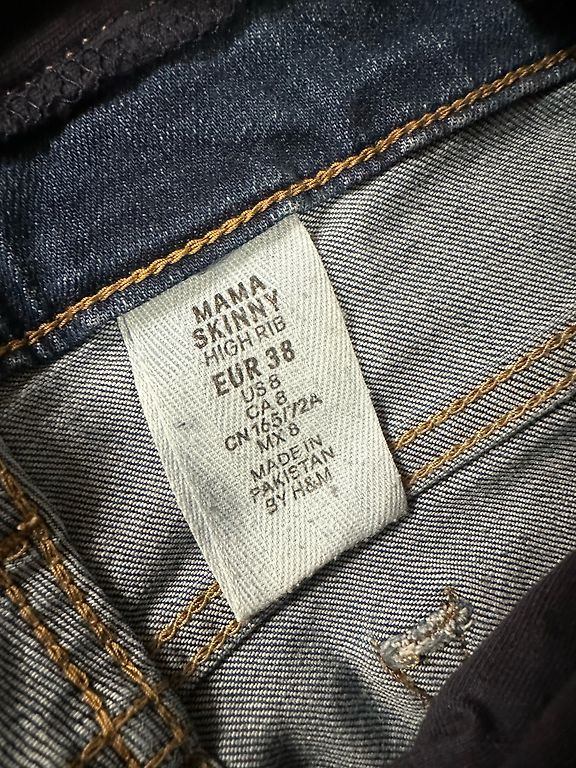 MAMA
SKINNY
HIGH RIB
EUR 38
US 8
CA 8
CN 165/72A
MX 8
MADE IN
PAKISTAN
BY H&M